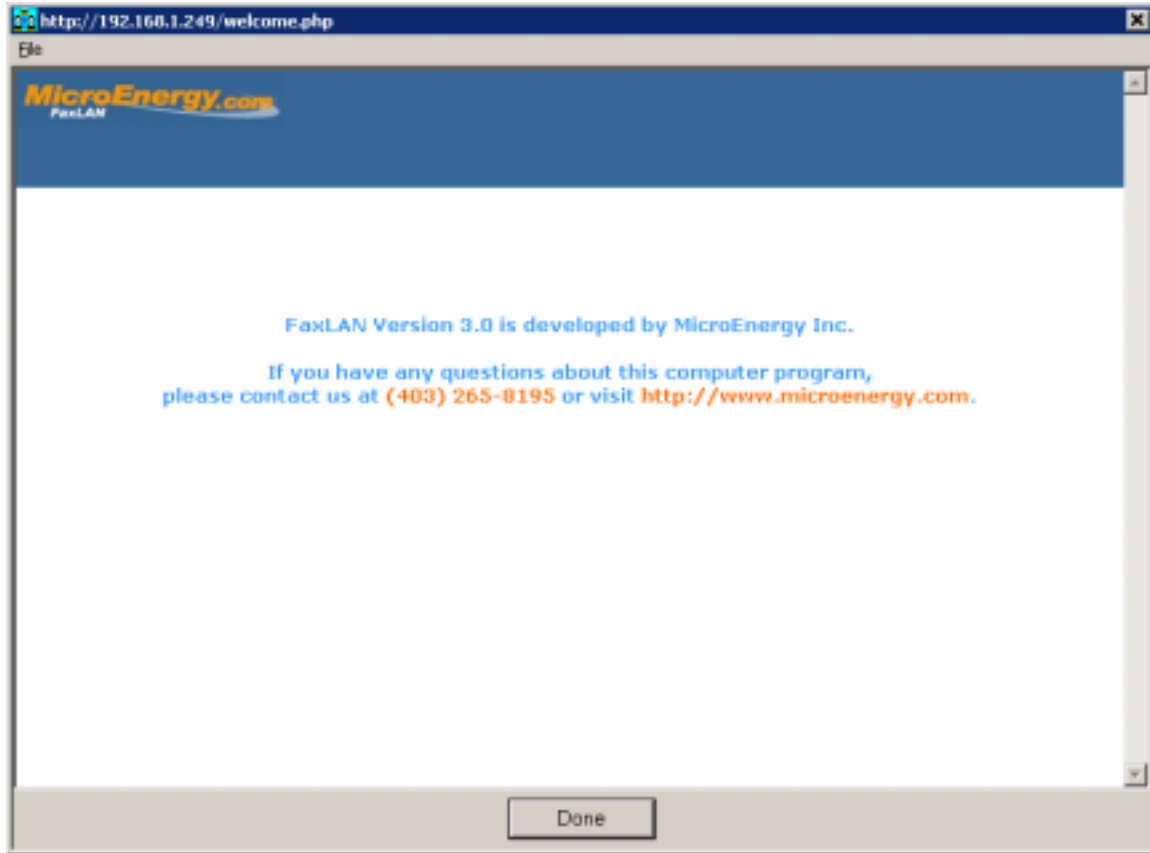 http://192.168.1.249/welcome.php
File
MicroEnergy.com
FaxLAN
FaxLAN Version 3.0 is developed by MicroEnergy Inc.
If you have any questions about this computer program,
please contact us at (403) 265-8195 or visit http://www.microenergy.com.
Done